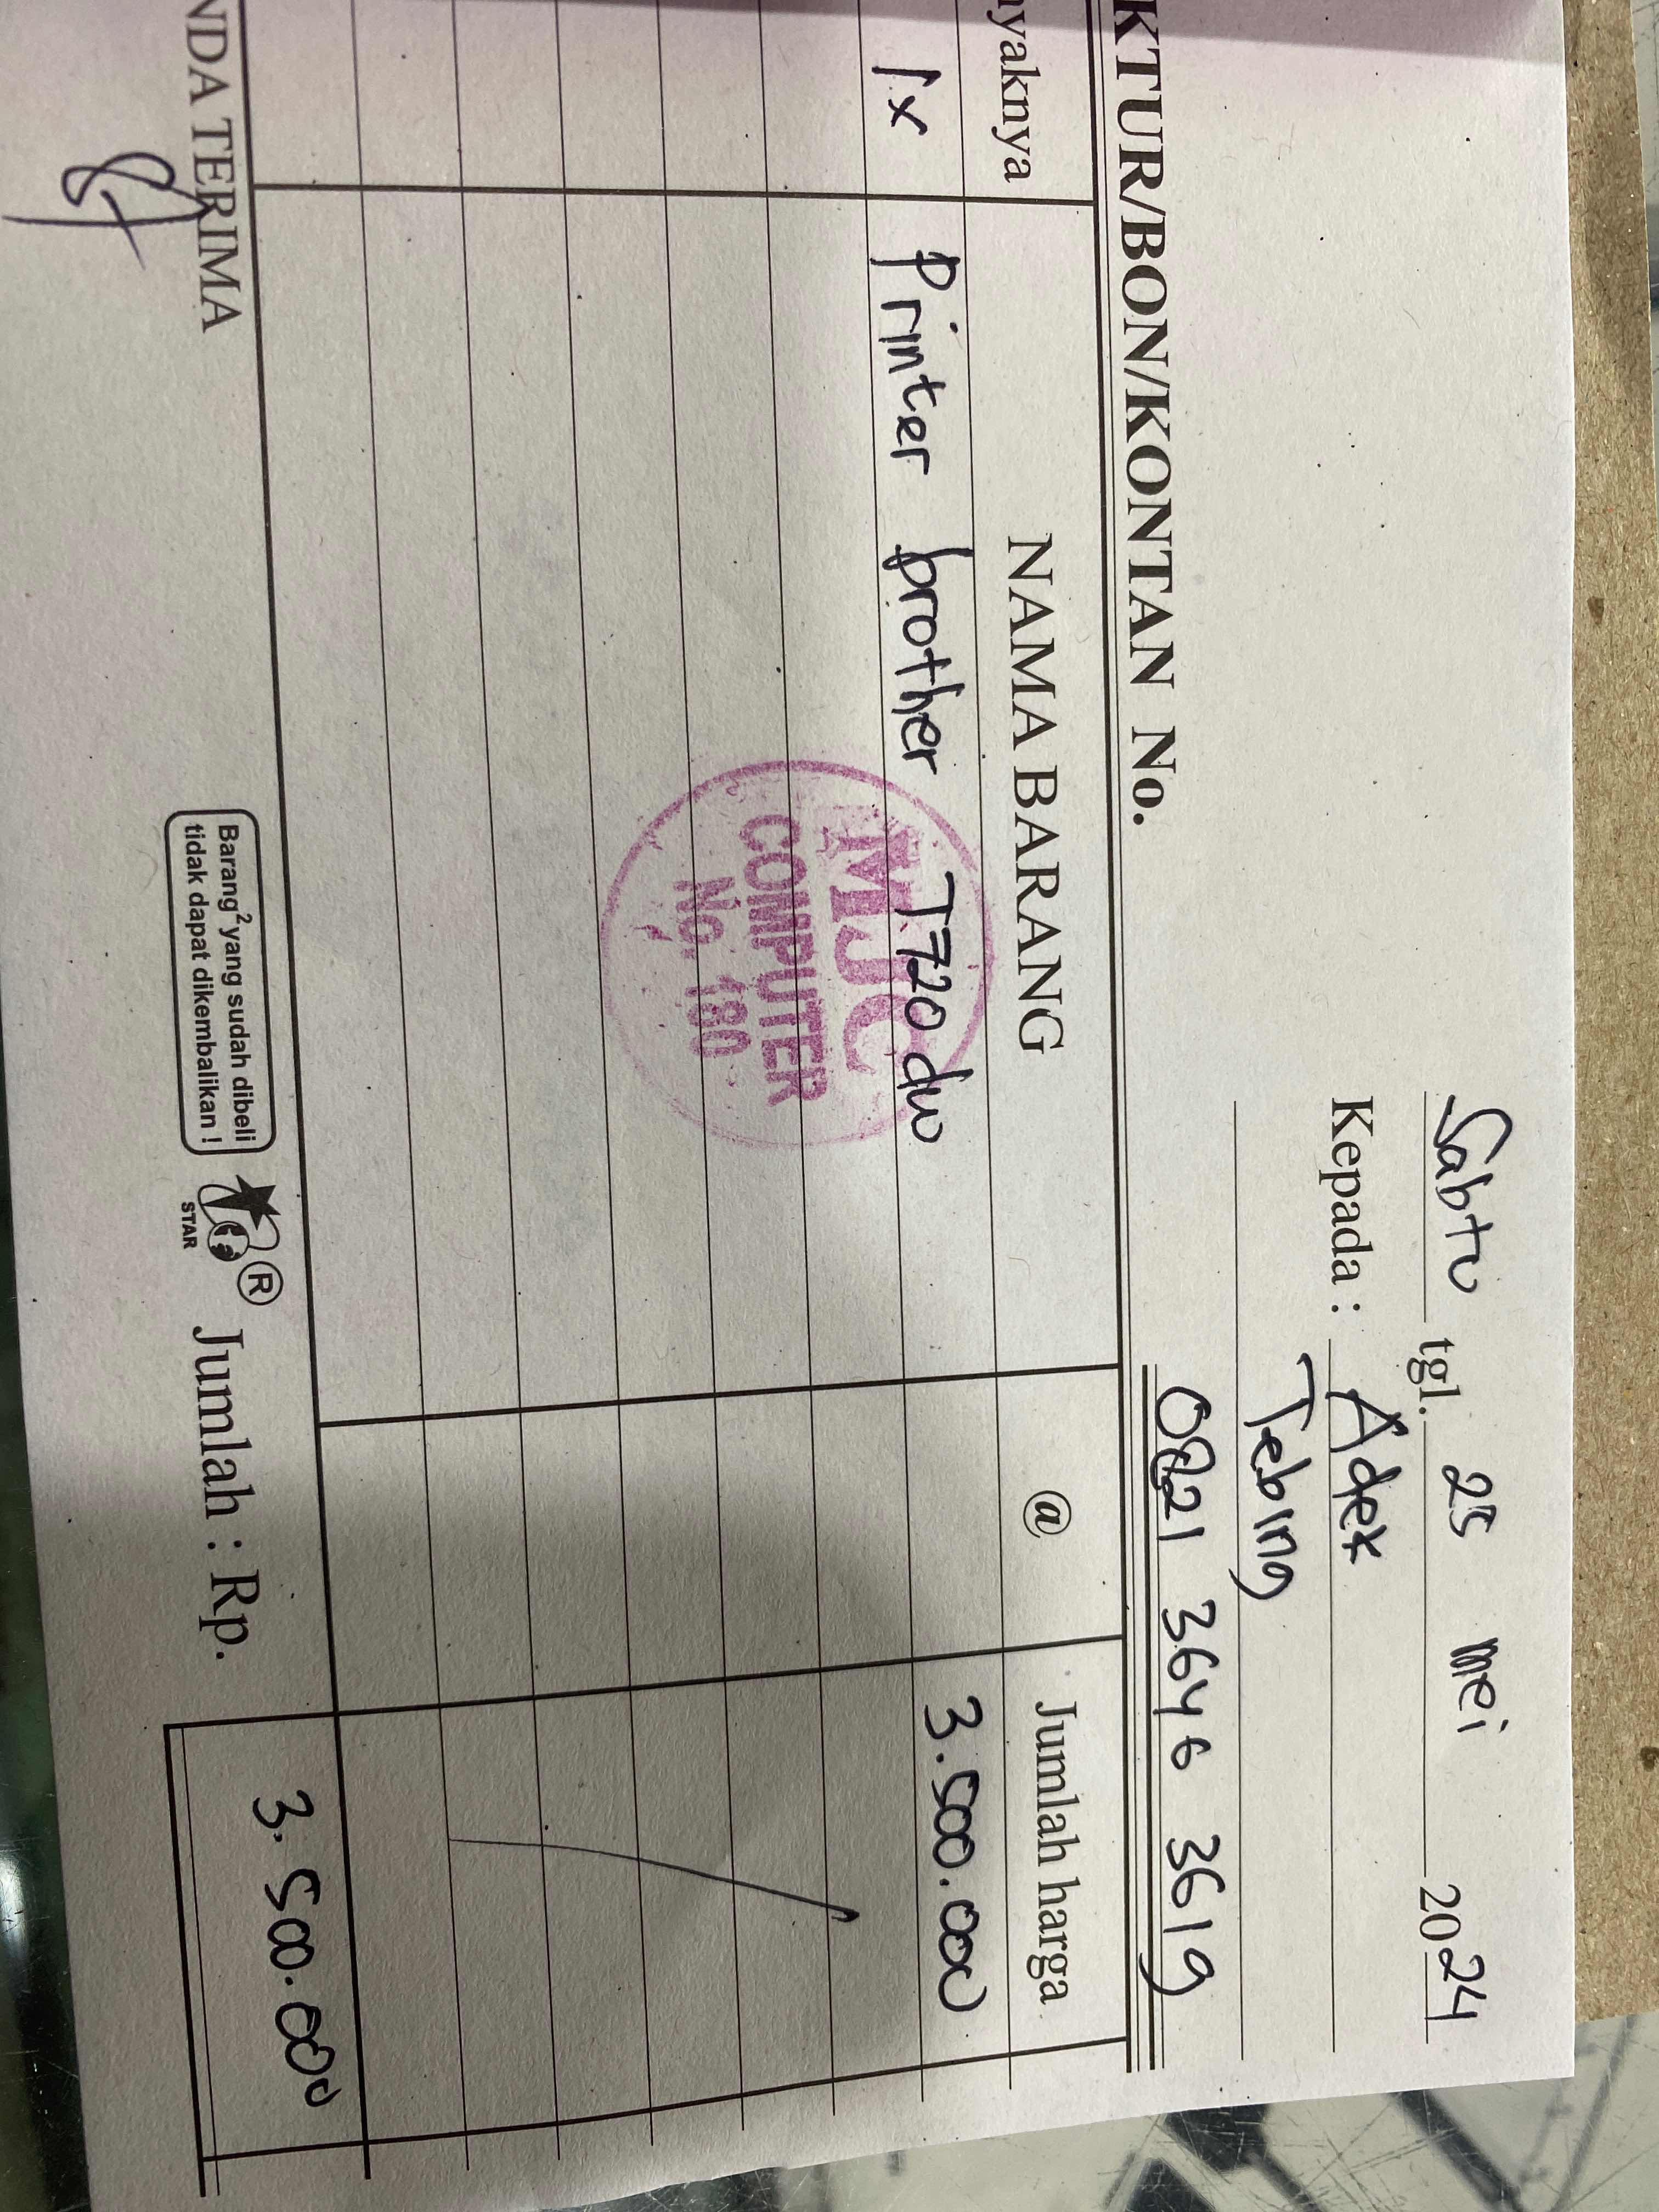 Sabtu tgl. 25 mei 2024
Kepada : Adek
Tebing
0821 3646 3619
KTUR/BON/KONTAN No.
nyaknya NAMA BARANG @ Jumlah harga
1x Printer brother T720 dw 3.500.000
MJC
COMPUTER
No. 180
NDA TERIMA
Barang²yang sudah dibeli
tidak dapat dikembalikan !
STAR
®
Jumlah : Rp. 3.500.000